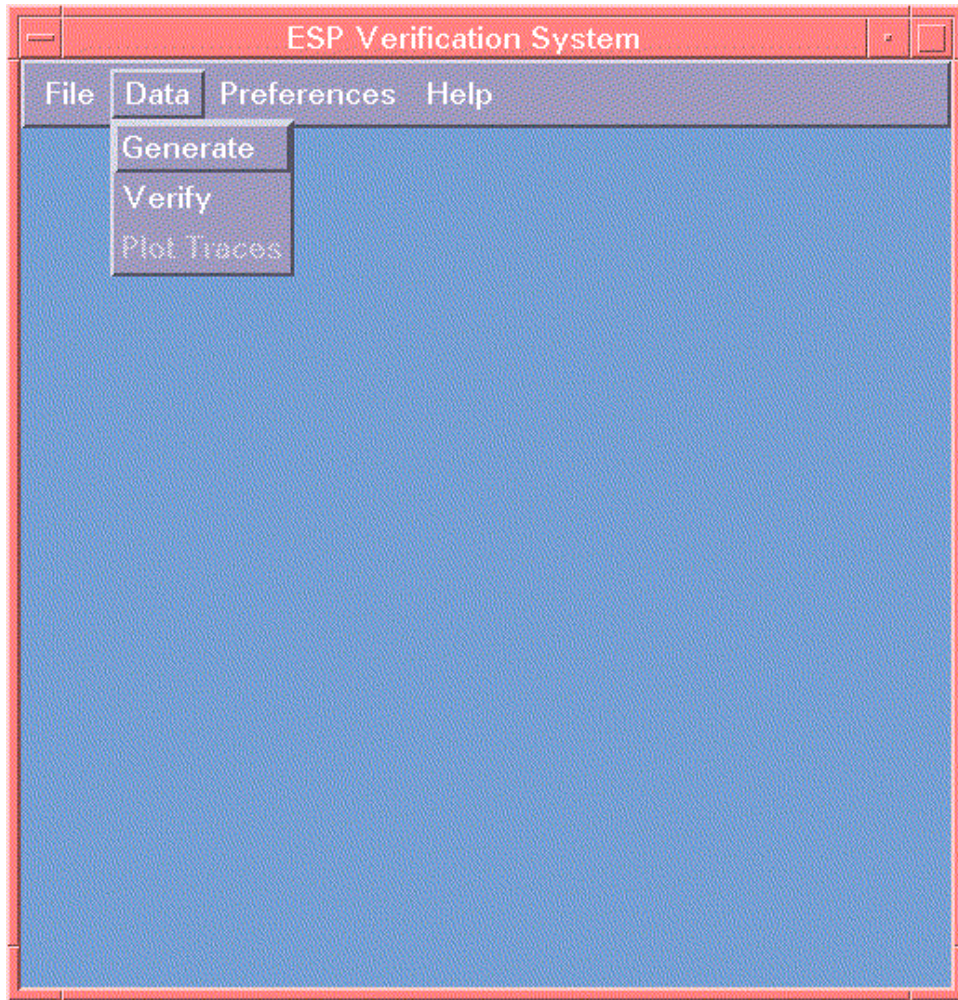 ESP Verification System
File Data Preferences Help
Generate
Verify
Plot Traces